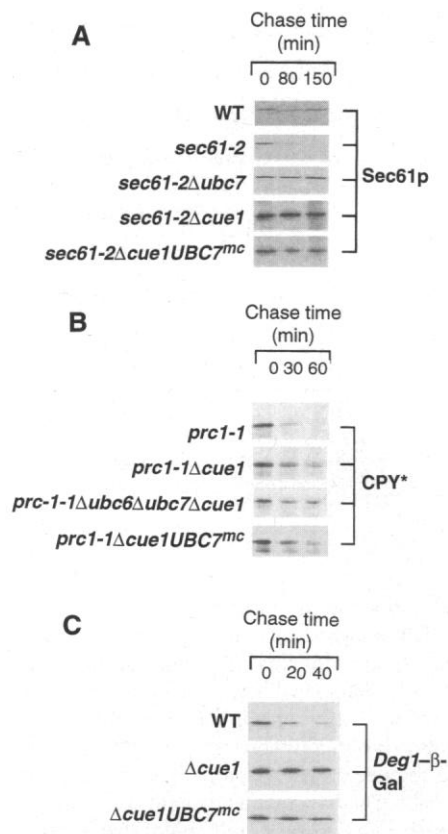 A
Chase time
(min)
0 80 150
WT
sec61-2
sec61-2Δubc7
sec61-2Δcue1
sec61-2Δcue1UBC7mc
Sec61p
B
Chase time
(min)
0 30 60
prc1-1
prc1-1Δcue1
prc-1-1Δubc6Δubc7Δcue1
prc1-1Δcue1UBC7mc
CPY*
C
Chase time
(min)
0 20 40
WT
Δcue1
Δcue1UBC7mc
Deg1–β-
Gal